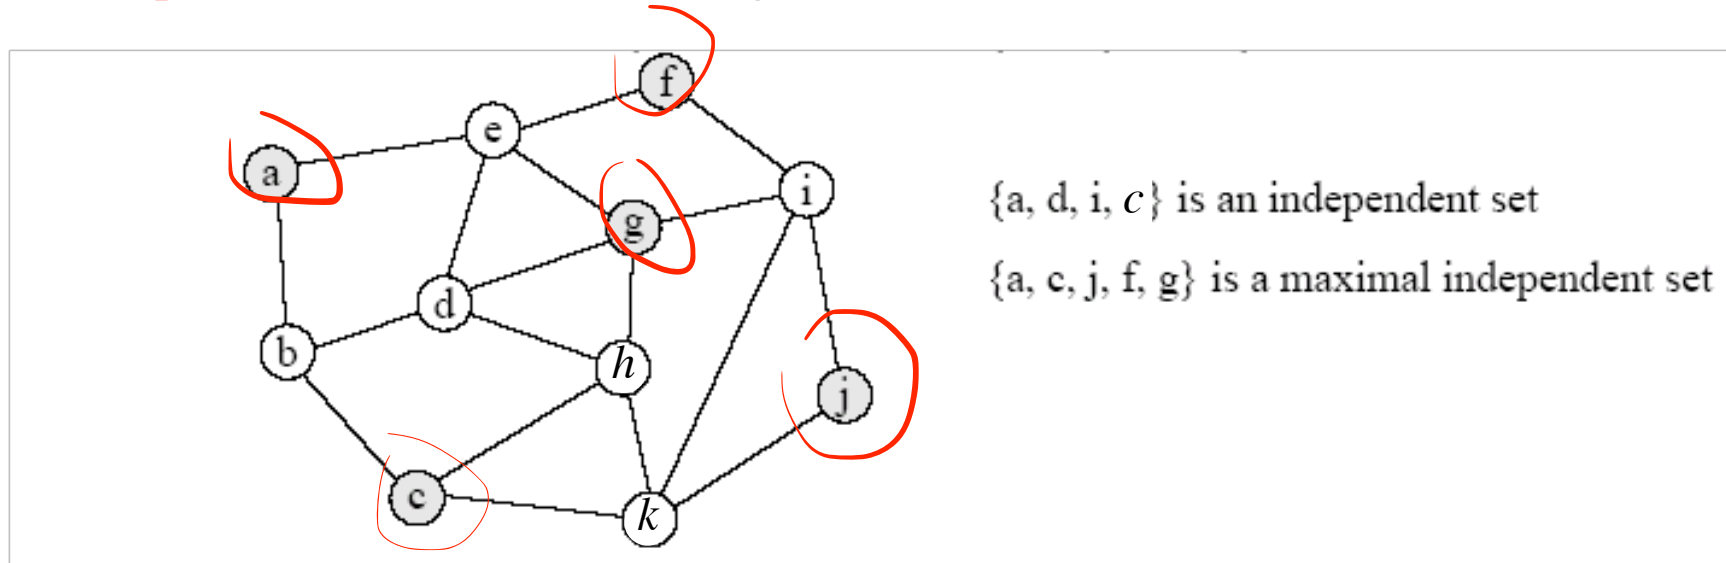 f
e
a
i
{a, d, i, c} is an independent set
g
{a, c, j, f, g} is a maximal independent set
d
b
h
j
c
k